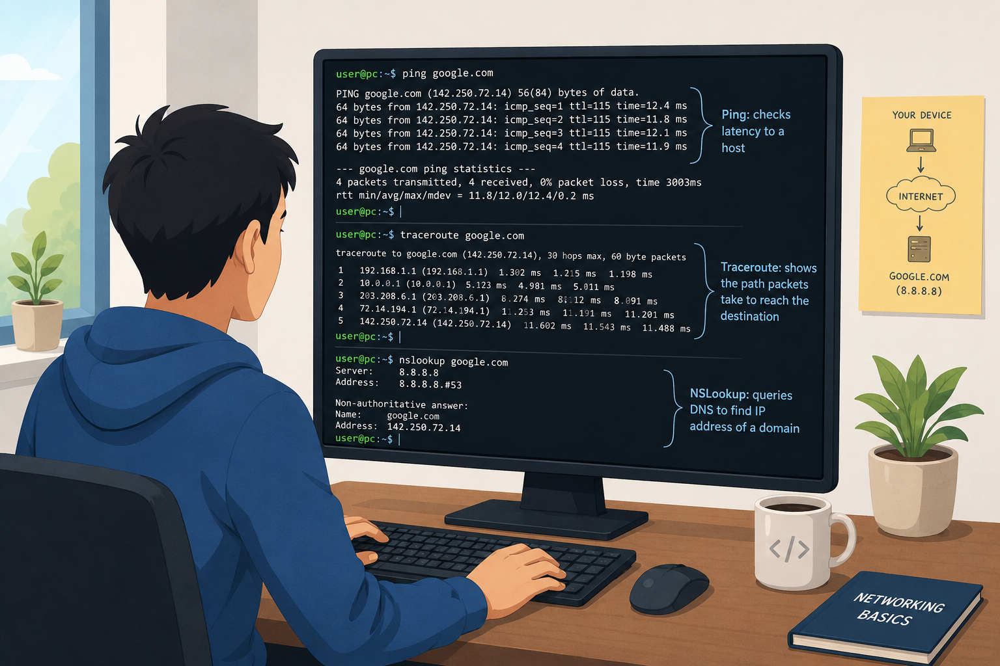 user@pc:~$ ping google.com
PING google.com (142.250.72.14) 56(84) bytes of data.
64 bytes from 142.250.72.14: icmp_seq=1 ttl=115 time=12.4 ms
64 bytes from 142.250.72.14: icmp_seq=2 ttl=115 time=11.8 ms
64 bytes from 142.250.72.14: icmp_seq=3 ttl=115 time=12.1 ms
64 bytes from 142.250.72.14: icmp_seq=4 ttl=115 time=11.9 ms
Ping: checks
latency to a
host
--- google.com ping statistics ---
4 packets transmitted, 4 received, 0% packet loss, time 3003ms
rtt min/avg/max/mdev = 11.8/12.0/12.4/0.2 ms
user@pc:~$
user@pc:~$ traceroute google.com
traceroute to google.com (142.250.72.14), 30 hops max, 60 byte packets
1 192.168.1.1 (192.168.1.1) 1.302 ms 1.215 ms 1.198 ms
2 10.0.0.1 (10.0.0.1) 5.123 ms 4.981 ms 5.011 ms
3 203.208.6.1 (203.208.6.1) 8.274 ms ms 8.091 ms
4 72.14.194.1 (72.14.194.1) 11.253 ms 11.191 ms 11.201 ms
5 142.250.72.14 (142.250.72.14) 11.602 ms 11.543 ms 11.488 ms
user@pc:~$
Traceroute: shows
the path packets
take to reach the
destination
user@pc:~$ nslookup google.com
Server: 8.8.8.8
Address: 8.8.8.8.#53
Non-authoritative answer:
Name: google.com
Address: 142.250.72.14
user@pc:~$
NSLookup: queries
DNS to find IP
address of a domain
YOUR DEVICE
INTERNET
GOOGLE.COM
(8.8.8.8)
</>
NETWORKING
BASICS